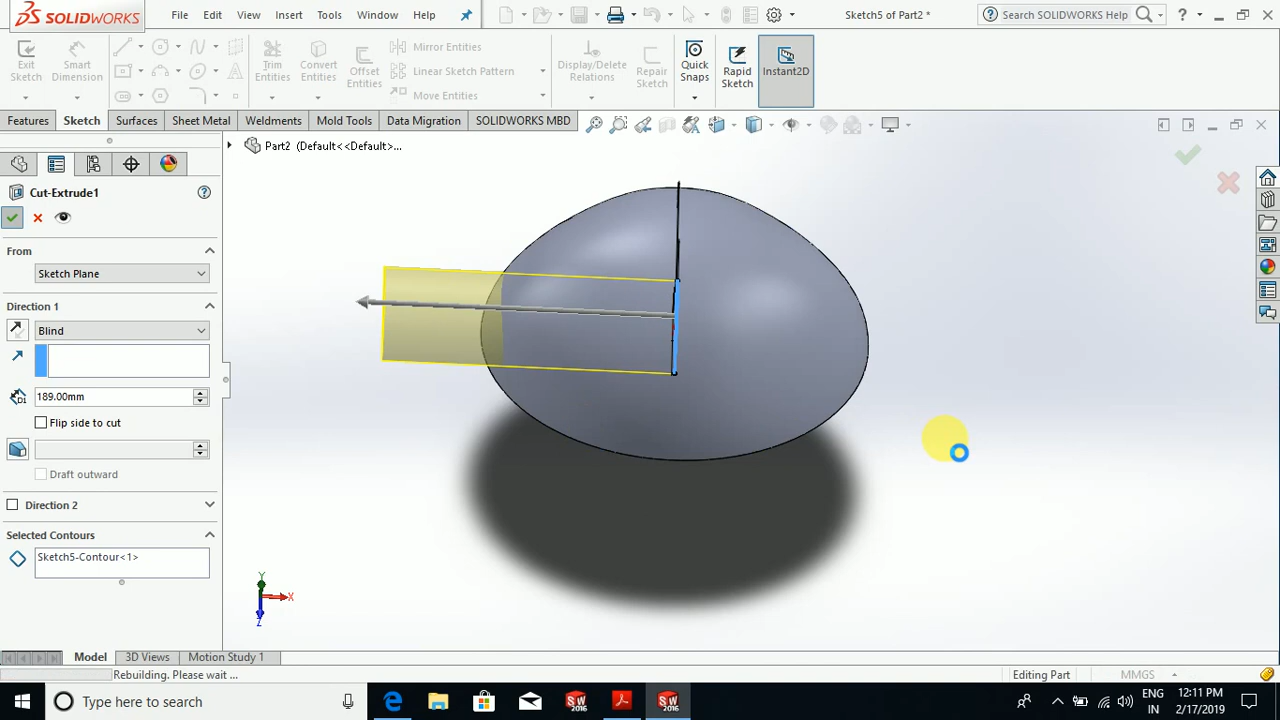 SOLIDWORKS
File Edit View Insert Tools Window Help
Sketch5 of Part2 *
Search SOLIDWORKS Help
?
Exit Sketch
Smart Dimension
Trim Entities
Convert Entities
Offset Entities
Mirror Entities
Linear Sketch Pattern
Move Entities
Display/Delete Relations
Repair Sketch
Quick Snaps
Rapid Sketch
Instant2D
Features Sketch Surfaces Sheet Metal Weldments Mold Tools Data Migration SOLIDWORKS MBD
Part2 (Default<<Default>...
Cut-Extrude1
From
Sketch Plane
Direction 1
Blind
189.00mm
Flip side to cut
Draft outward
Direction 2
Selected Contours
Sketch5-Contour<1>
Y
X
Z
Model 3D Views Motion Study 1
Rebuilding. Please wait ...
Editing Part
MMGS
Type here to search
SW 2016
SW 2016
ENG
IN
12:11 PM
2/17/2019